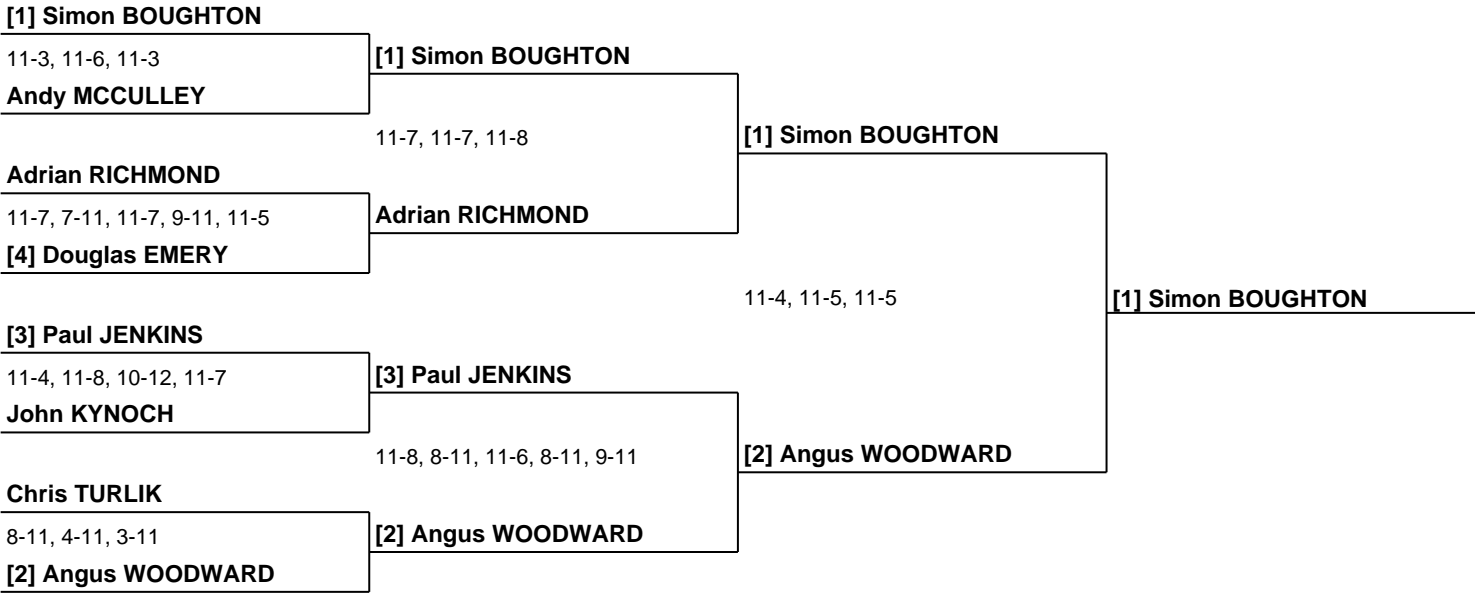 [1] Simon BOUGHTON
11-3, 11-6, 11-3
[1] Simon BOUGHTON
Andy MCCULLEY
11-7, 11-7, 11-8
[1] Simon BOUGHTON
Adrian RICHMOND
11-7, 7-11, 11-7, 9-11, 11-5
Adrian RICHMOND
[4] Douglas EMERY
11-4, 11-5, 11-5
[1] Simon BOUGHTON
[3] Paul JENKINS
11-4, 11-8, 10-12, 11-7
[3] Paul JENKINS
John KYNOCH
11-8, 8-11, 11-6, 8-11, 9-11
[2] Angus WOODWARD
Chris TURLIK
8-11, 4-11, 3-11
[2] Angus WOODWARD
[2] Angus WOODWARD